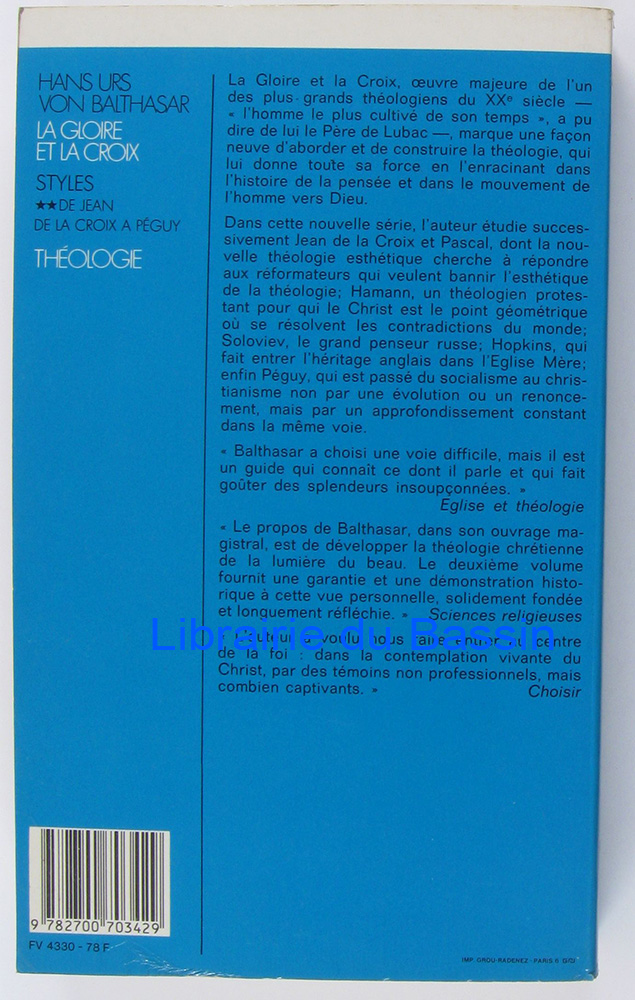 HANS URS
VON BALTHASAR
LA GLOIRE
ET LA CROIX
STYLES
★★ DE JEAN
DE LA CROIX A PÉGUY
THÉOLOGIE
La Gloire et la Croix, œuvre majeure de l'un
des plus grands théologiens du XXe siècle —
« l'homme le plus cultivé de son temps », a pu
dire de lui le Père de Lubac —, marque une façon
neuve d'aborder et de construire la théologie, qui
lui donne toute sa force en l'enracinant dans
l'histoire de la pensée et dans le mouvement de
l'homme vers Dieu.
Dans cette nouvelle série, l'auteur étudie succes-
sivement Jean de la Croix et Pascal, dont la nou-
velle théologie esthétique cherche à répondre
aux réformateurs qui veulent bannir l'esthétique
de la théologie; Hamann, un théologien protes-
tant pour qui le Christ est le point géométrique
où se résolvent les contradictions du monde;
Soloviev, le grand penseur russe; Hopkins, qui
fait entrer l'héritage anglais dans l'Eglise Mère;
enfin Péguy, qui est passé du socialisme au chris-
tianisme non par une évolution ou un renonce-
ment, mais par un approfondissement constant
dans la même voie.
« Balthasar a choisi une voie difficile, mais il est
un guide qui connaît ce dont il parle et qui fait
goûter des splendeurs insoupçonnées. »
Eglise et théologie
« Le propos de Balthasar, dans son ouvrage ma-
gistral, est de développer la théologie chrétienne
de la lumière du beau. Le deuxième volume
fournit une garantie et une démonstration histo-
rique à cette vue personnelle, solidement fondée
et longuement réfléchie. » Sciences religieuses
Librairie du Bassin
« L'auteur a voulu nous faire entrer au centre
de la foi : dans la contemplation vivante du
Christ, par des témoins non professionnels, mais
combien captivants. » Choisir
9 782700 703429
FV 4330 - 78 F
IMP. GROU-RADENEZ - PARIS 6